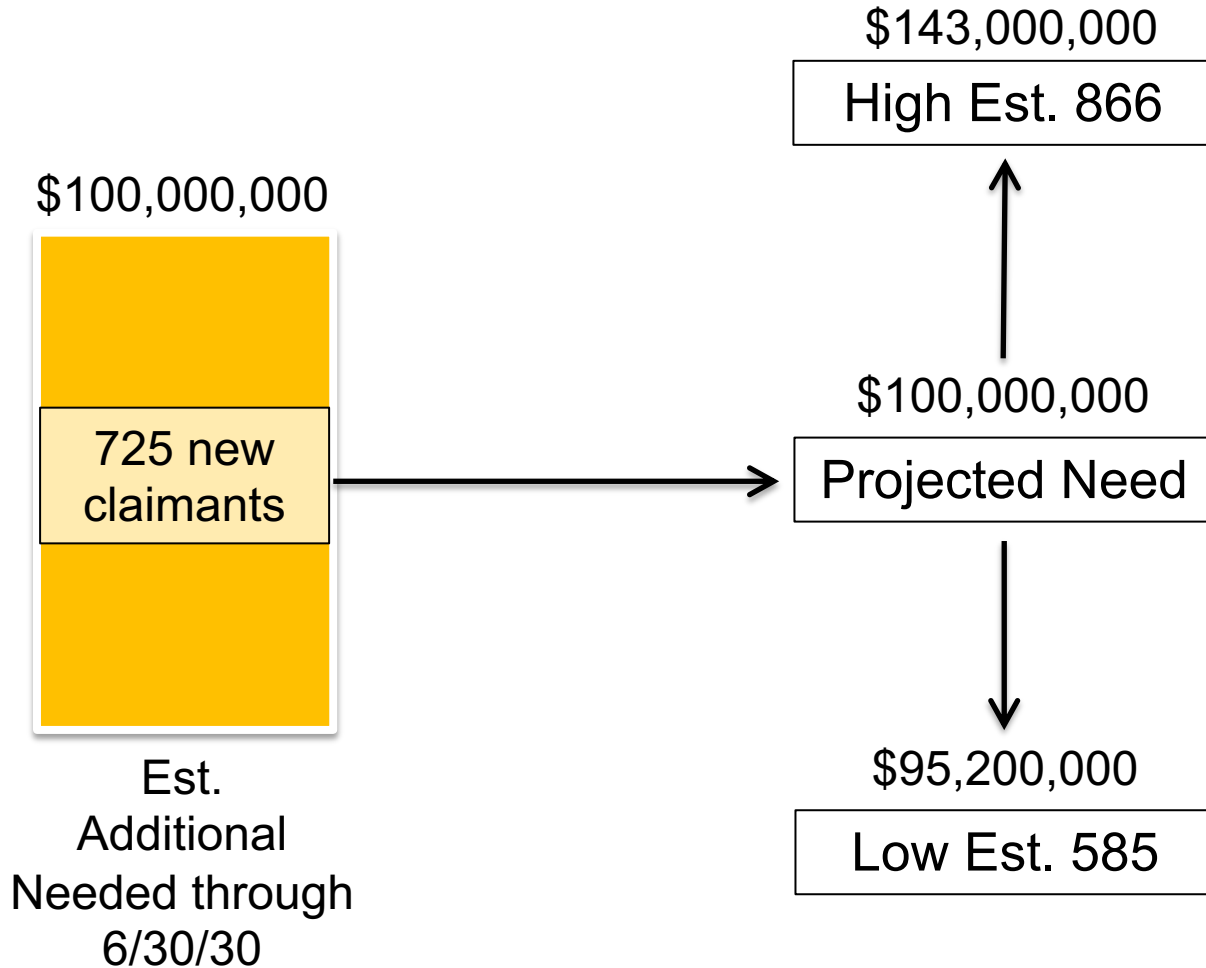 $100,000,000
725 new
claimants
Est.
Additional
Needed through
6/30/30
$143,000,000
High Est. 866
$100,000,000
Projected Need
$95,200,000
Low Est. 585